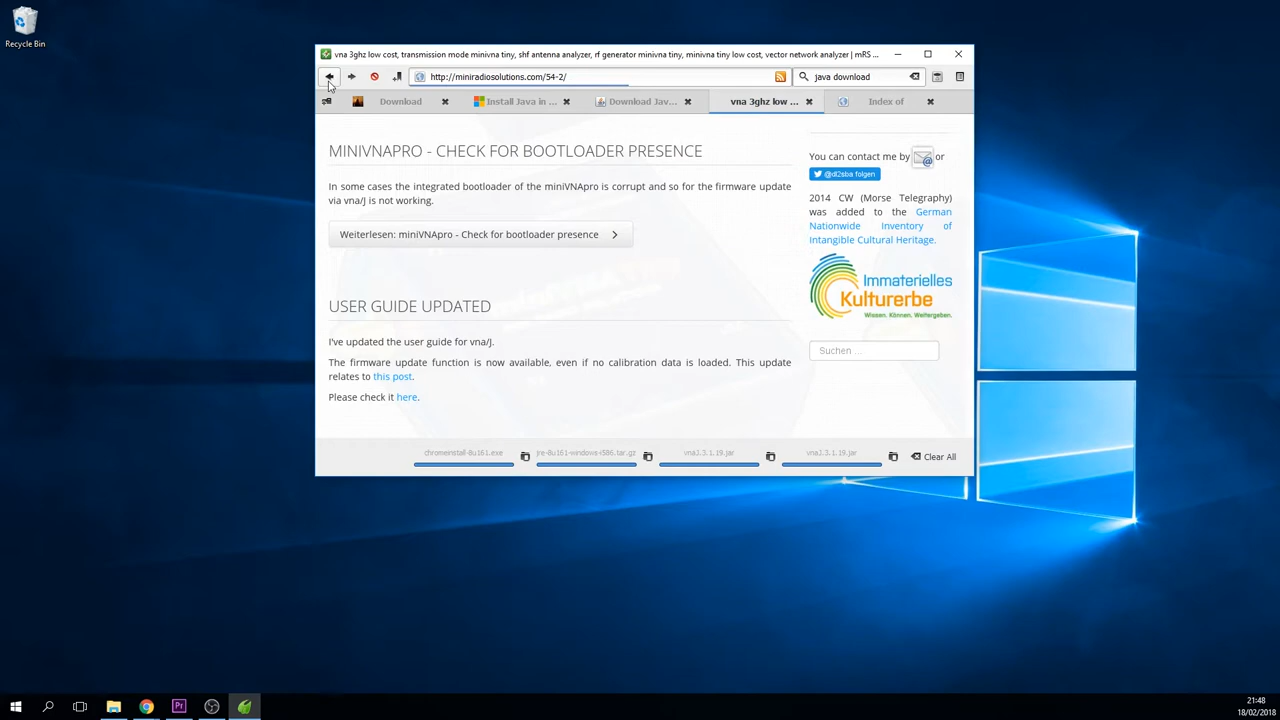 Recycle Bin
vna 3ghz low cost, transmission mode minivna tiny, shf antenna analyzer, rf generator minivna tiny, minivna tiny low cost, vector network analyzer | mRS ...
http://miniradiosolutions.com/54-2/
java download
Download
Install Java in ...
Download Jav...
vna 3ghz low ...
Index of
MINIVNAPRO - CHECK FOR BOOTLOADER PRESENCE
In some cases the integrated bootloader of the miniVNApro is corrupt and so for the firmware update
via vna/J is not working.
Weiterlesen: miniVNApro - Check for bootloader presence
USER GUIDE UPDATED
I've updated the user guide for vna/J.
The firmware update function is now available, even if no calibration data is loaded. This update
relates to this post.
Please check it here.
You can contact me by or
@dl2sba folgen
2014 CW (Morse Telegraphy)
was added to the German
Nationwide Inventory of
Intangible Cultural Heritage.
Immaterielles
Kulturerbe
Wissen. Können. Weitergeben.
Suchen ...
chromeinstall-8u161.exe
jre-8u161-windows-i586.tar.gz
vnaJ.3.1.19.jar
vnaJ.3.1.19.jar
Clear All
Pr
21:48
18/02/2018